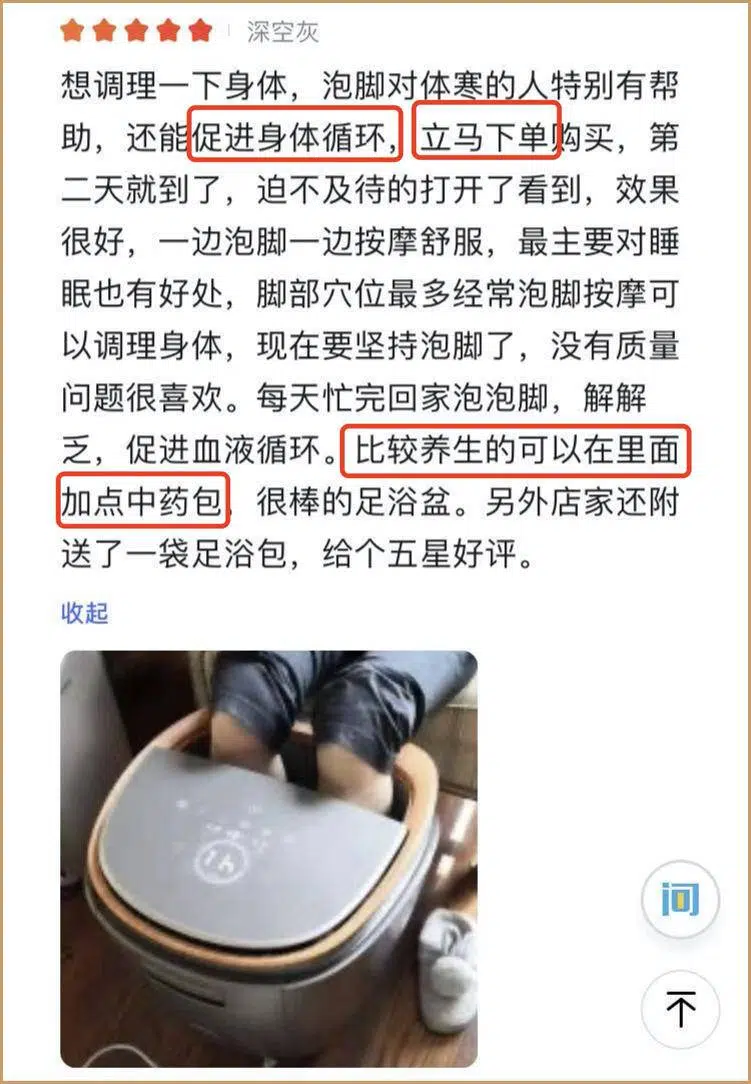 深空灰
想调理一下身体，泡脚对体寒的人特别有帮
助，还能促进身体循环，立马下单购买，第
二天就到了，迫不及待的打开了看到，效果
很好，一边泡脚一边按摩舒服，最主要对睡
眠也有好处，脚部穴位最多经常泡脚按摩可
以调理身体，现在要坚持泡脚了，没有质量
问题很喜欢。每天忙完回家泡泡脚，解解
乏，促进血液循环。比较养生的可以在里面
加点中药包，很棒的足浴盆。另外店家还附
送了一袋足浴包，给个五星好评。
收起
问